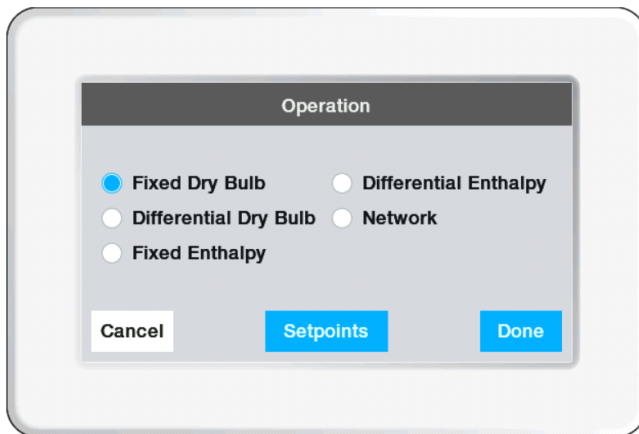 Operation
Fixed Dry Bulb
Differential Enthalpy
Differential Dry Bulb
Network
Fixed Enthalpy
Cancel
Setpoints
Done